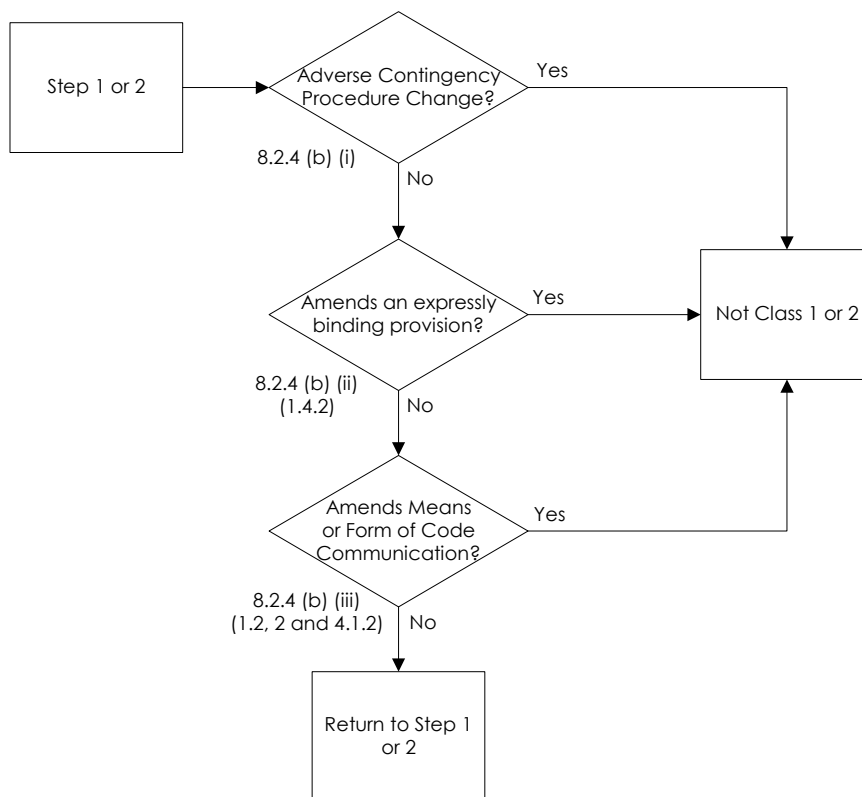 Step 1 or 2
Adverse Contingency
Procedure Change?
Yes
8.2.4 (b) (i)
No
Amends an expressly
binding provision?
Yes
Not Class 1 or 2
8.2.4 (b) (ii)
(1.4.2)
No
Amends Means
or Form of Code
Communication?
Yes
8.2.4 (b) (iii)
(1.2, 2 and 4.1.2)
No
Return to Step 1
or 2